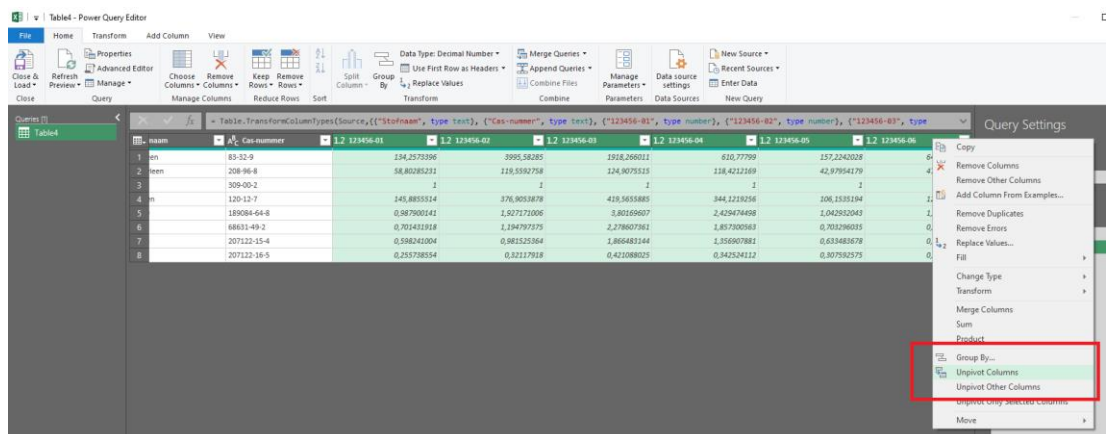 Table4 - Power Query Editor
File Home Transform Add Column View
Close & Load
Refresh Preview
Properties
Advanced Editor
Manage
Choose Columns
Remove Columns
Keep Rows
Remove Rows
Split Column
Group By
Data Type: Decimal Number
Use First Row as Headers
Replace Values
Merge Queries
Append Queries
Combine Files
Manage Parameters
Data source settings
New Source
Recent Sources
Enter Data
Close Query Manage Columns Reduce Rows Sort Transform Combine Parameters Data Sources New Query
Queries [1]
Table4
= Table.TransformColumnTypes(Source,{{"Stofnaam", type text}, {"Cas-nummer", type text}, {"123456-01", type number}, {"123456-02", type number}, {"123456-03", type
Query Settings
naam Cas-nummer 1.2 123456-01 1.2 123456-02 1.2 123456-03 1.2 123456-04 1.2 123456-05 1.2 123456-06
1 en 83-32-9 134,2573396 3995,58285 1918,266011 610,77799 157,2242028
2 leen 208-96-8 58,80285231 119,5592758 124,9075515 118,4212169 42,97954179
3 309-00-2 1 1 1 1 1
4 n 120-12-7 145,8855514 376,9053878 419,5655885 344,1219256 106,1535194
5 189084-64-8 0,987900141 1,927171006 3,80169607 2,429474498 1,042932043
6 68631-49-2 0,701431918 1,194797375 2,278607361 1,857300563 0,703296035
7 207122-15-4 0,598241004 0,981525364 1,866483144 1,356907881 0,633483678
8 207122-16-5 0,255738554 0,32117918 0,421088025 0,342524112 0,307592575
Copy
Remove Columns
Remove Other Columns
Add Column From Examples...
Remove Duplicates
Remove Errors
Replace Values...
Fill
Change Type
Transform
Merge Columns
Sum
Product
Group By...
Unpivot Columns
Unpivot Other Columns
Unpivot Only Selected Columns
Move